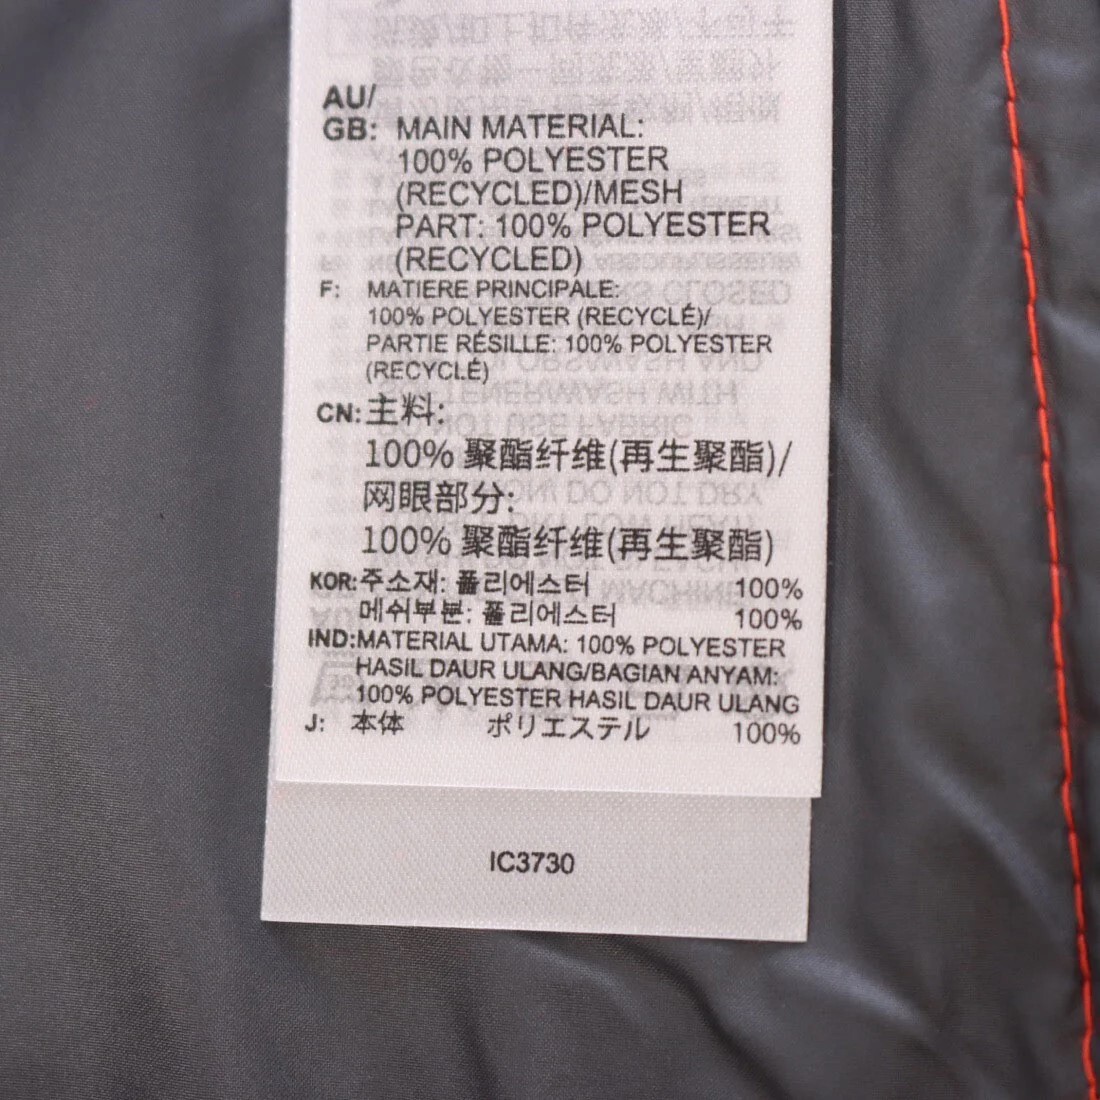 AU/
GB: MAIN MATERIAL:
100% POLYESTER
(RECYCLED)/MESH
PART: 100% POLYESTER
(RECYCLED)
F: MATIERE PRINCIPALE:
100% POLYESTER (RECYCLÉ)/
PARTIE RÉSILLE: 100% POLYESTER
(RECYCLÉ)
CN: 主料:
100% 聚酯纤维(再生聚酯)/
网眼部分:
100% 聚酯纤维(再生聚酯)
KOR: 주소재: 폴리에스터 100%
메쉬부분: 폴리에스터 100%
IND: MATERIAL UTAMA: 100% POLYESTER
HASIL DAUR ULANG/BAGIAN ANYAM:
100% POLYESTER HASIL DAUR ULANG
J: 本体 ポリエステル 100%
IC3730